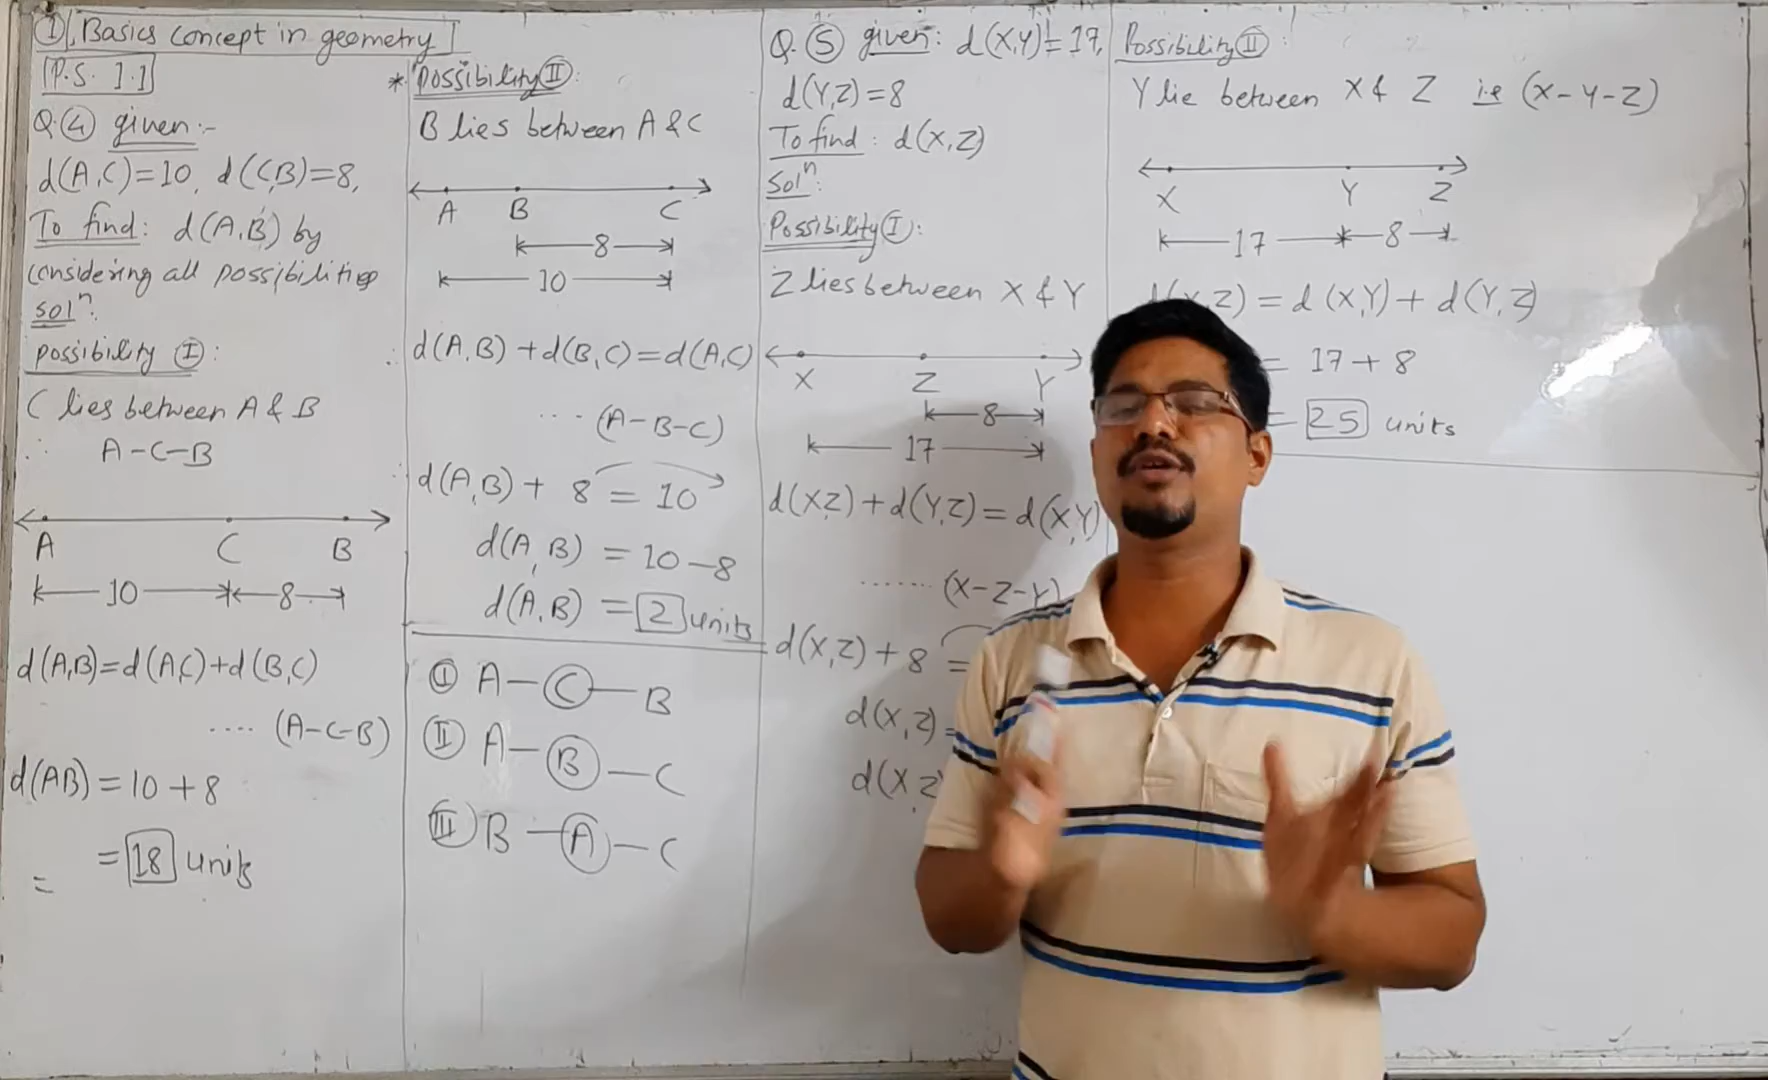 ① Basics concept in geometry
P.S. 1.1
Q.④ given:-
d(A,C)=10, d(C,B)=8,
To find: d(A,B) by
considering all possibilities
solⁿ:
possibility Ⓘ:
C lies between A & B
∴ A-C-B
A C B
10 8
d(A,B)=d(A,C)+d(B,C)
.... (A-C-B)
d(AB) = 10 + 8
= 18 units
=
* possibility Ⅱ:
B lies between A & C
A B C
8
10
∴ d(A,B)+d(B,C)=d(A,C)
.... (A-B-C)
∴ d(A,B) + 8 = 10
d(A,B) = 10-8
d(A,B) = 2 units
Ⅰ A-C-B
Ⅱ A-B-C
Ⅲ B-A-C
Q.⑤ given: d(X,Y)=17,
d(Y,Z)=8
To find: d(X,Z)
Solⁿ:
Possibility Ⓘ:
Z lies between X & Y
X Z Y
8
17
d(XZ)+d(Y,Z)=d(X,Y)
...... (X-Z-Y)
d(X,Z)+8 =
d(X,Z) =
d(X,Z
Possibility Ⅱ:
Y lie between X & Z i.e (X-Y-Z)
X Y Z
17 8
Z) = d(X,Y)+d(Y,Z)
= 17+8
= 25 units